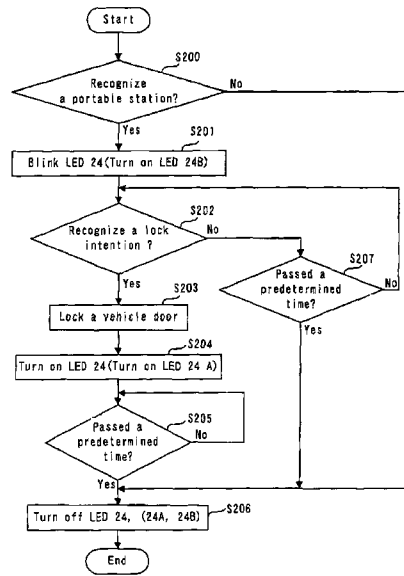 Start
S200
Recognize
a portable station?
No
Yes
S201
Blink LED 24(Turn on LED 24B)
S202
Recognize a lock
intention ?
No
Yes
S207
Passed a
predetermined
time?
No
Yes
S203
Lock a vehicle door
S204
Turn on LED 24(Turn on LED 24 A)
S205
Passed a
predetermined
time?
No
Yes
S206
Turn off LED 24, (24A, 24B)
End